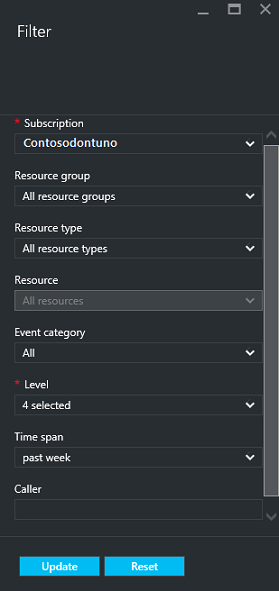 Filter
* Subscription
Contosodontuno
Resource group
All resource groups
Resource type
All resource types
Resource
All resources
Event category
All
* Level
4 selected
Time span
past week
Caller
Update Reset